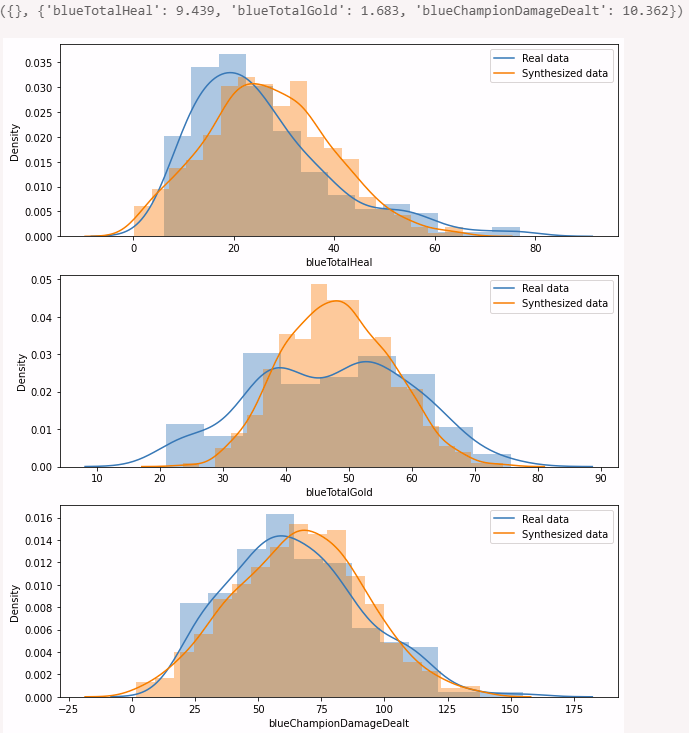 ({}, {'blueTotalHeal': 9.439, 'blueTotalGold': 1.683, 'blueChampionDamageDealt': 10.362})
Real data
Synthesized data
0.035
0.030
0.025
0.020
0.015
0.010
0.005
0.000
Density
0 20 40 60 80
blueTotalHeal
Real data
Synthesized data
0.05
0.04
0.03
0.02
0.01
0.00
Density
10 20 30 40 50 60 70 80 90
blueTotalGold
Real data
Synthesized data
0.016
0.014
0.012
0.010
0.008
0.006
0.004
0.002
0.000
Density
−25 0 25 50 75 100 125 150 175
blueChampionDamageDealt